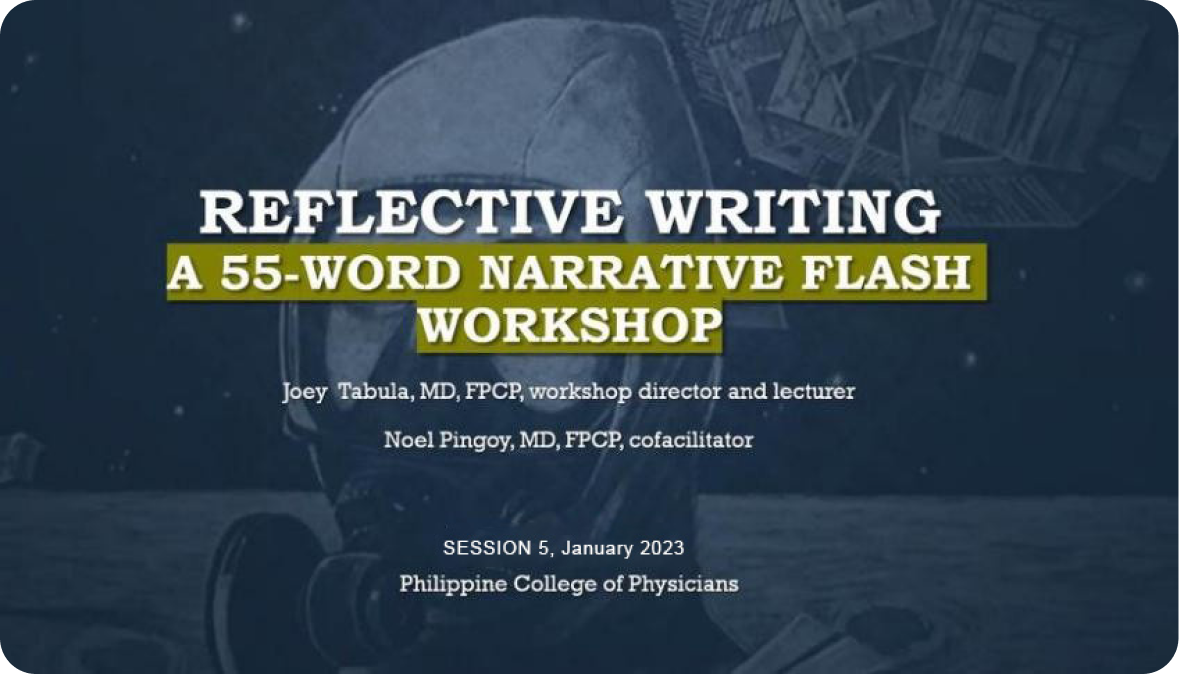 REFLECTIVE WRITING
A 55-WORD NARRATIVE FLASH
WORKSHOP
Joey Tabula, MD, FPCP, workshop director and lecturer
Noel Pingoy, MD, FPCP, cofacilitator
SESSION 5, January 2023
Philippine College of Physicians